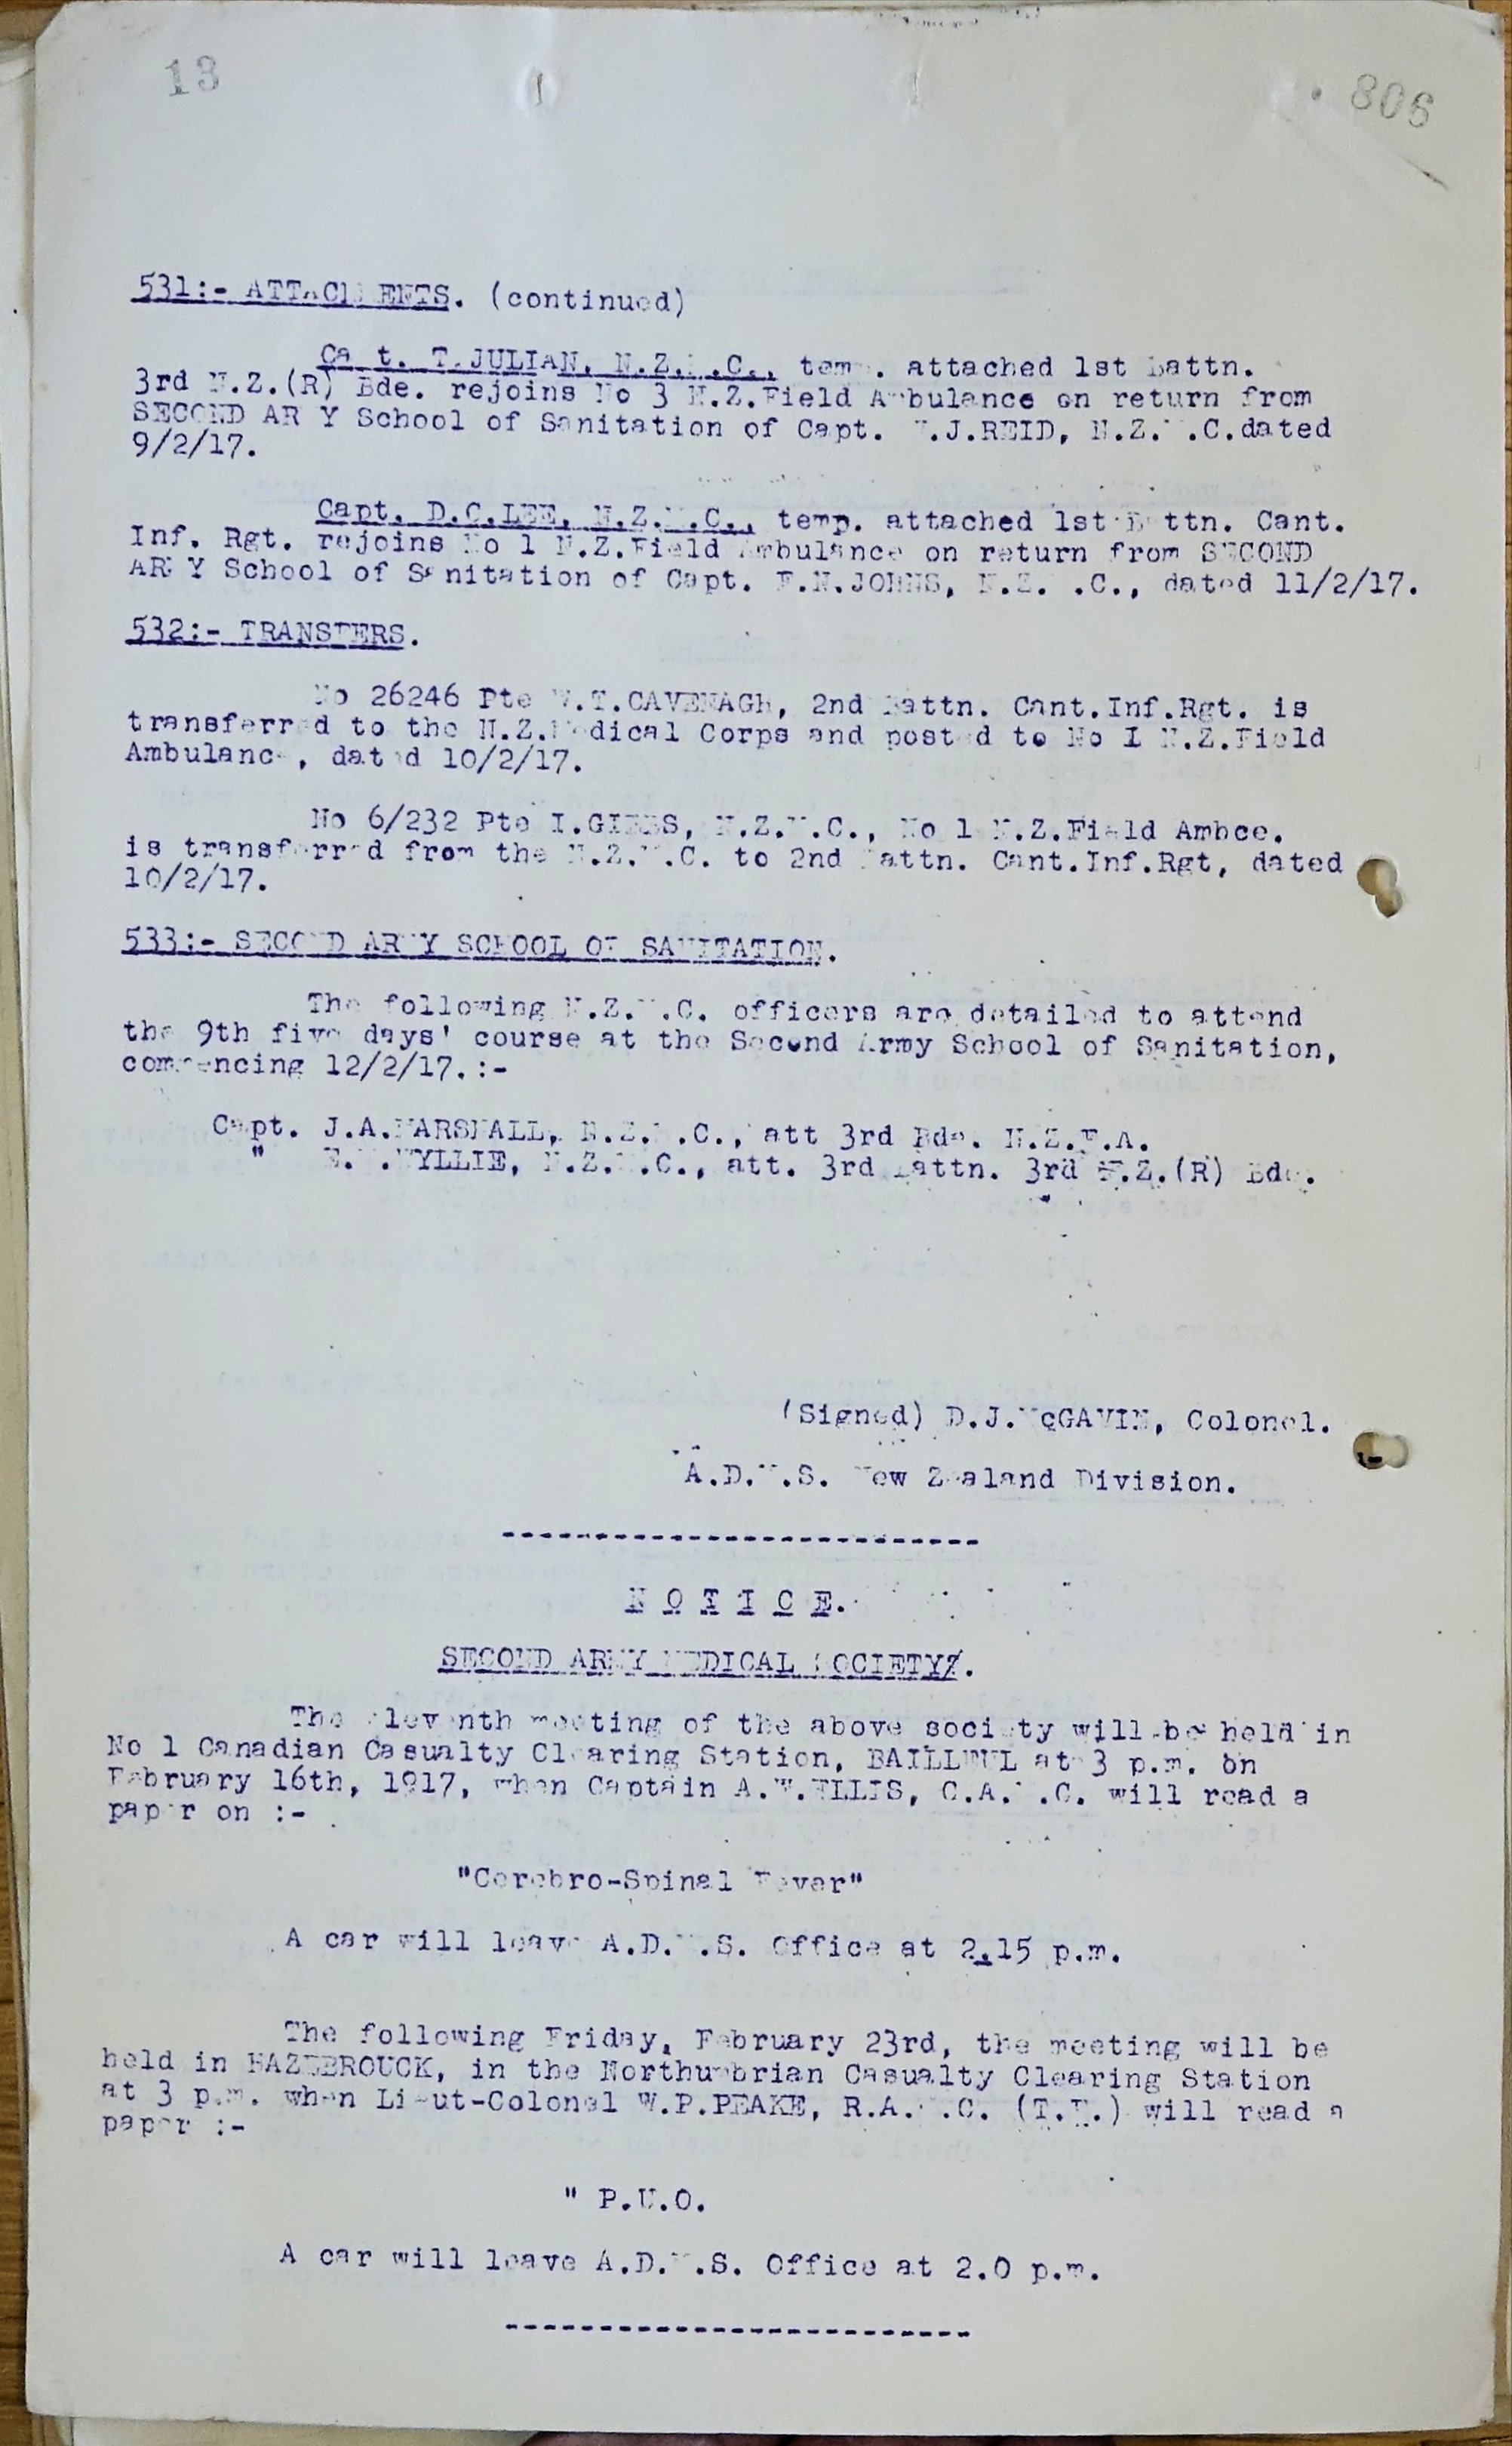 13
806
531:- ATTACHMENTS. (continued)
Capt. T.JULIAN, N.Z.M.C., temp. attached 1st Battn.
3rd N.Z.(R) Bde. rejoins No 3 N.Z.Field Ambulance on return from
SECOND ARMY School of Sanitation of Capt. .J.REID, N.Z.M.C.dated
9/2/17.
Capt. D.C.LEE, N.Z.M.C., temp. attached 1st Battn. Cant.
Inf. Rgt. rejoins No 1 N.Z.Field Ambulance on return from SECOND
ARMY School of Sanitation of Capt. F.N.JOHNS, N.Z.M.C., dated 11/2/17.
532:- TRANSFERS.
No 26246 Pte W.T.CAVENAGH, 2nd Battn. Cant.Inf.Rgt. is
transferred to the N.Z.Medical Corps and posted to No I N.Z.Field
Ambulance, dated 10/2/17.
No 6/232 Pte I.GIBBS, N.Z.M.C., No 1 N.Z.Field Ambce.
is transferred from the N.Z.M.C. to 2nd Battn. Cant.Inf.Rgt, dated
10/2/17.
533:- SECOND ARMY SCHOOL OF SANITATION.
The following N.Z.M.C. officers are detailed to attend
the 9th five days' course at the Second Army School of Sanitation,
commencing 12/2/17.:-
Capt. J.A.MARSHALL, N.Z.M.C., att 3rd Bde. N.Z.F.A.
" WYLLIE, N.Z.M.C., att. 3rd Battn. 3rd N.Z.(R) Bde.
(Signed) D.J.McGAVIN, Colonel.
A.D.M.S. New Zealand Division.
--------------------------
N O T I C E.
SECOND ARMY MEDICAL SOCIETY.
The eleventh meeting of the above society will be held in
No 1 Canadian Casualty Clearing Station, BAILLEUL at 3 p.m. on
February 16th, 1917, when Captain A.W.ELLIS, C.A.M.C. will read a
paper on :-
"Cerebro-Spinal Fever"
A car will leave A.D.M.S. Office at 2.15 p.m.
The following Friday, February 23rd, the meeting will be
held in HAZEBROUCK, in the Northumbrian Casualty Clearing Station
at 3 p.m. when Lieut-Colonel W.P.PEAKE, R.A.M.C. (T.F.) will read a
paper :-
" P.U.O.
A car will leave A.D.M.S. Office at 2.0 p.m.
-------------------------